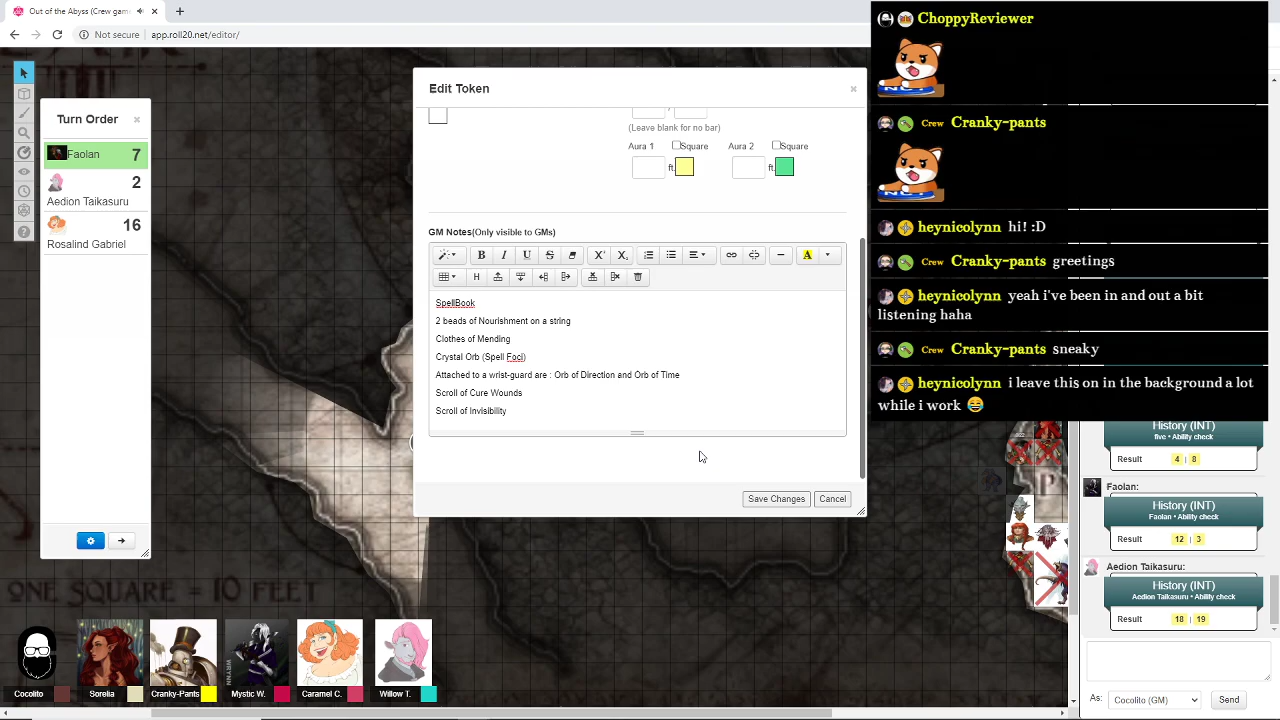 Out of the Abyss (Crew game
Not secure | app.roll20.net/editor/
Turn Order
Faolan 7
2
Aedion Taikasuru
16
Rosalind Gabriel
Edit Token
(Leave blank for no bar)
Aura 1 Square Aura 2 Square
ft. ft.
GM Notes(Only visible to GMs)
SpellBook
2 beads of Nourishment on a string
Clothes of Mending
Crystal Orb (Spell Foci)
Attached to a wrist-guard are : Orb of Direction and Orb of Time
Scroll of Cure Wounds
Scroll of Invisibility
Save Changes Cancel
ChoppyReviewer
Crew Cranky-pants
heynicolynn hi! :D
Crew Cranky-pants greetings
heynicolynn yeah i've been in and out a bit
listening haha
Crew Cranky-pants sneaky
heynicolynn i leave this on in the background a lot
while i work 😂
History (INT)
five • Ability check
Result 4 | 8
Faolan:
History (INT)
Faolan • Ability check
Result 12 | 3
Aedion Taikasuru:
History (INT)
Aedion Taikasuru • Ability check
Result 18 | 19
As: Cocolito (GM) Send
ONE SQUARE = 10 FEET
Cocolito Sorelia Cranky-Pants Mystic W. Caramel C. Willow T.